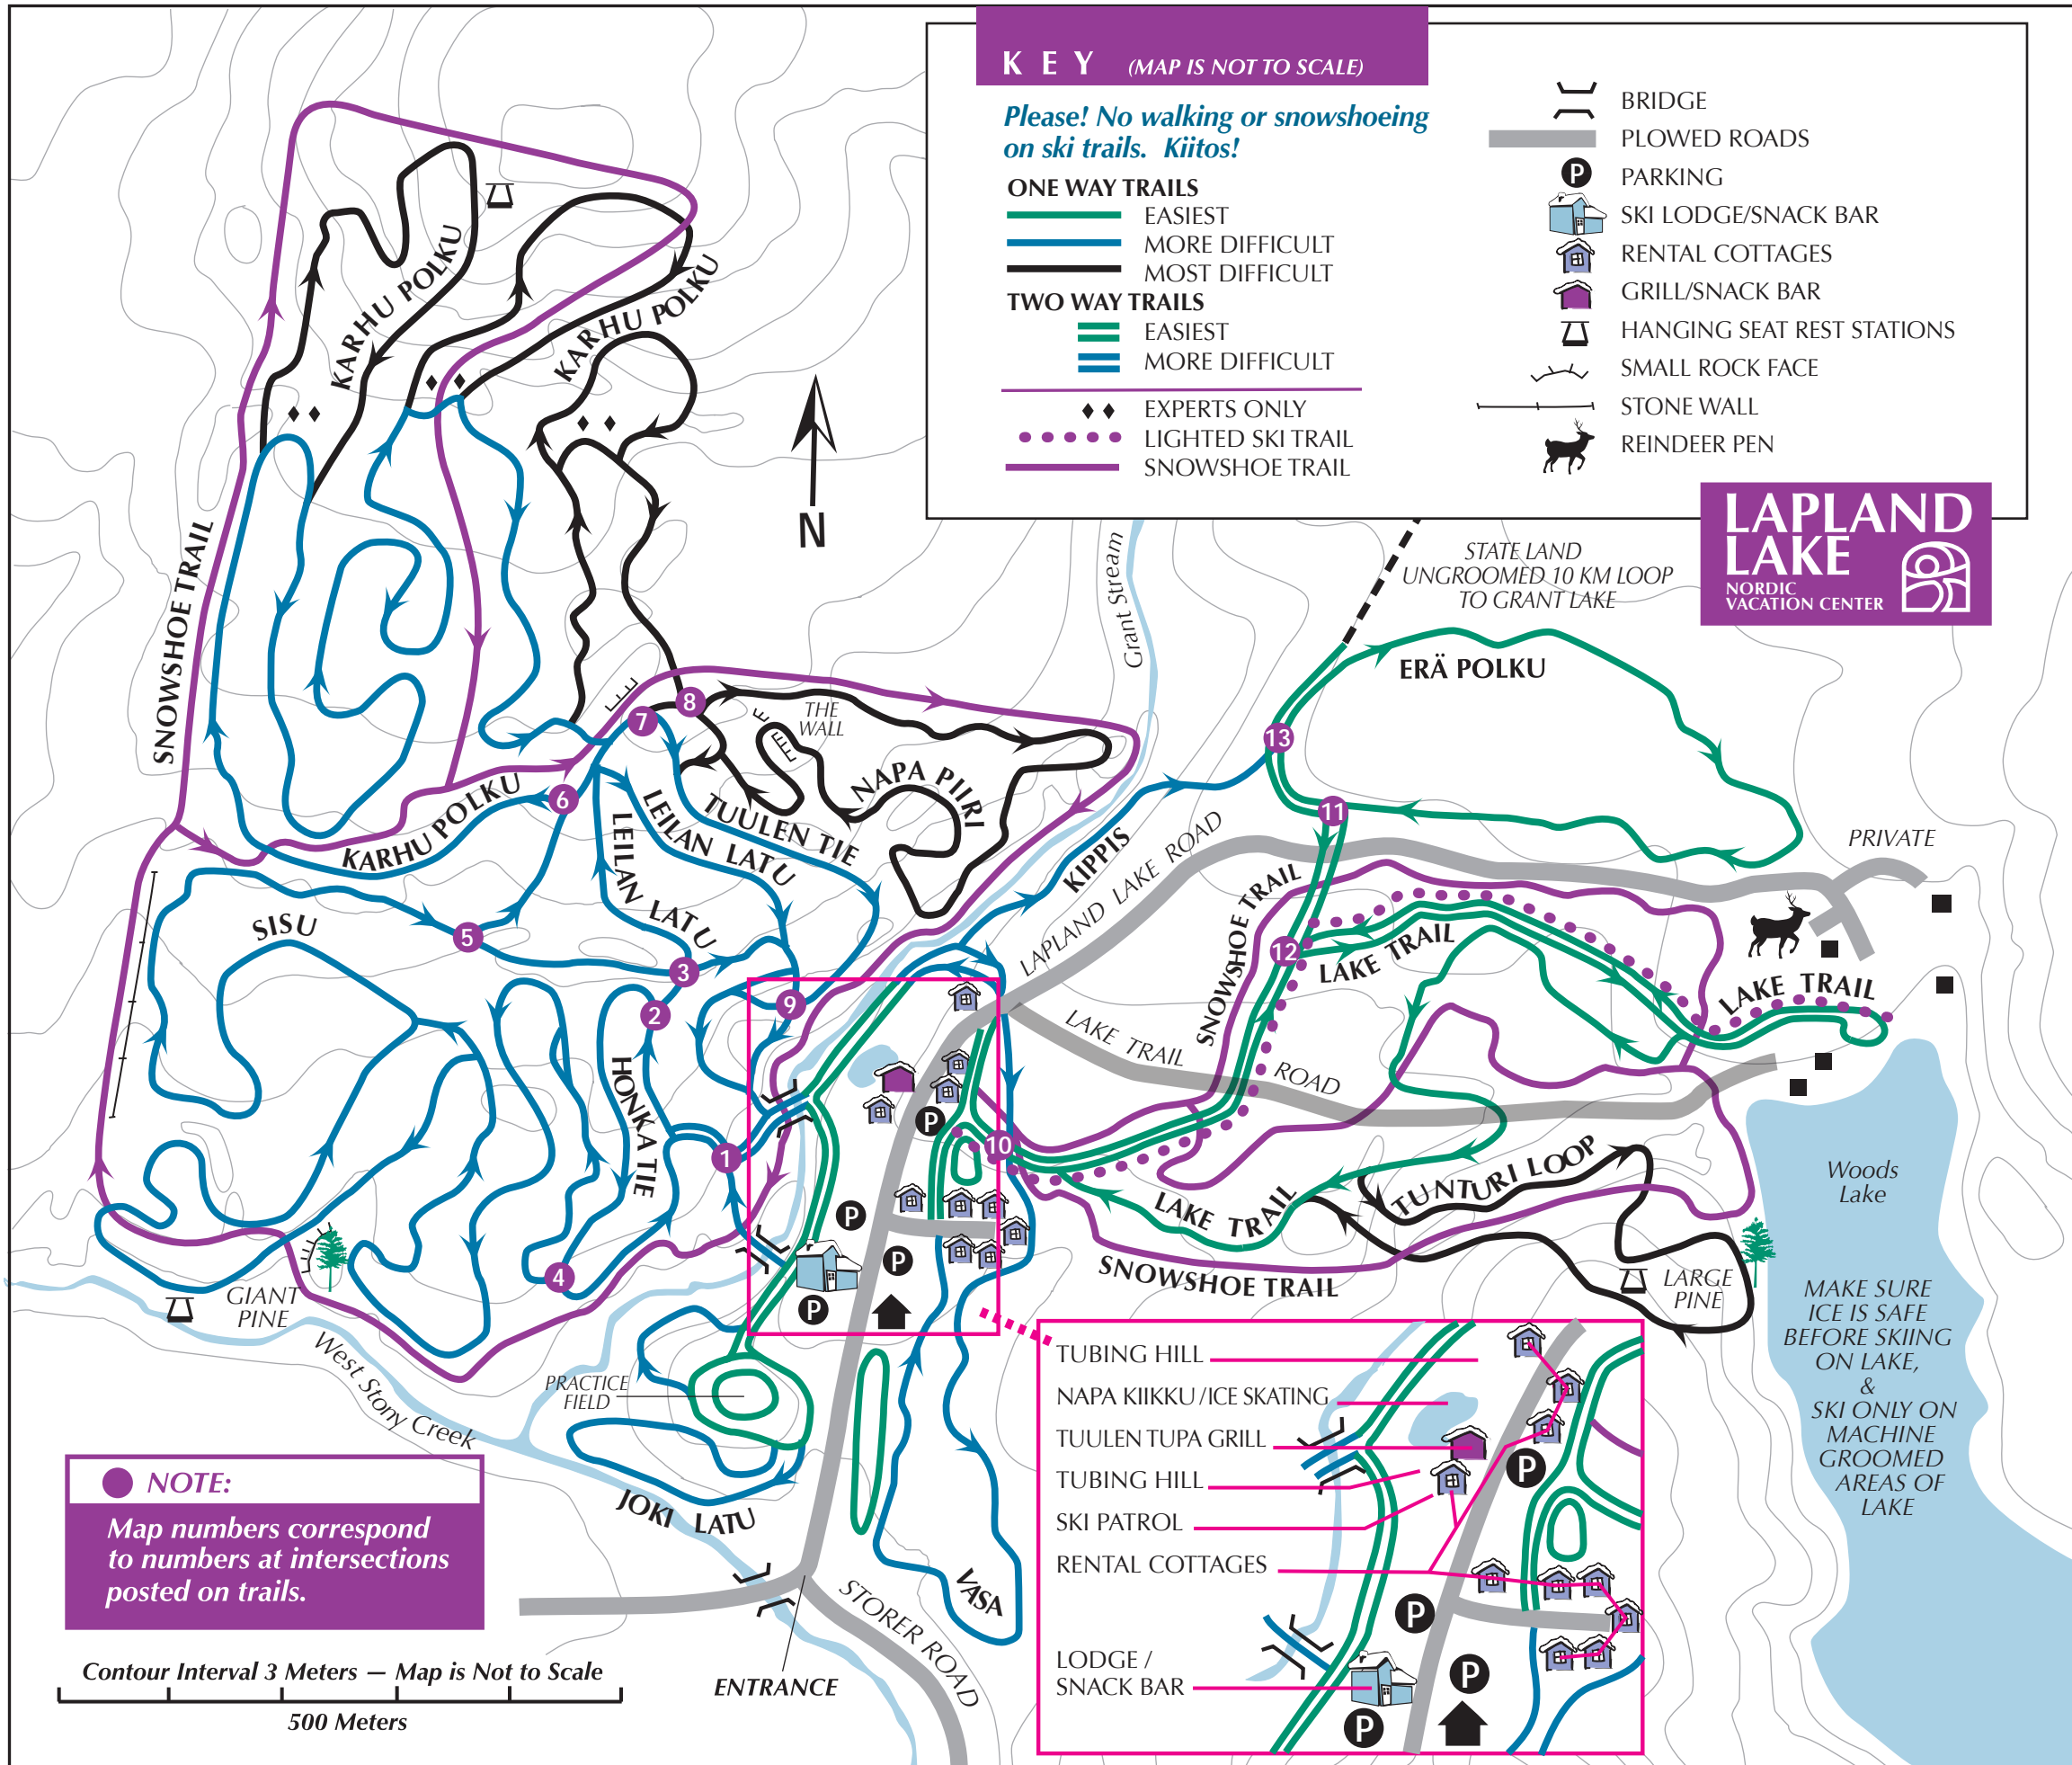 KEY (MAP IS NOT TO SCALE)
Please! No walking or snowshoeing
on ski trails. Kiitos!
ONE WAY TRAILS
EASIEST
MORE DIFFICULT
MOST DIFFICULT
TWO WAY TRAILS
EASIEST
MORE DIFFICULT
EXPERTS ONLY
LIGHTED SKI TRAIL
SNOWSHOE TRAIL
BRIDGE
PLOWED ROADS
P
PARKING
SKI LODGE/SNACK BAR
RENTAL COTTAGES
GRILL/SNACK BAR
HANGING SEAT REST STATIONS
SMALL ROCK FACE
STONE WALL
REINDEER PEN
LAPLAND
LAKE
NORDIC
VACATION CENTER
N
KARHU POLKU
KARHU POLKU
SNOWSHOE TRAIL
Grant Stream
STATE LAND
UNGROOMED 10 KM LOOP
TO GRANT LAKE
ERÄ POLKU
THE
WALL
8
7
13
6
KARHU POLKU
LEILAN LATU
TUULEN TIE
NAPA PIIRI
LEILAN LATU
KIPPIS
LAPLAND LAKE ROAD
11
PRIVATE
SISU
5
3
2
9
SNOWSHOE TRAIL
12
LAKE TRAIL
LAKE TRAIL
LAKE TRAIL
ROAD
HONKA TIE
1
P
10
4
P
P
P
LAKE TRAIL
TUNTURI LOOP
SNOWSHOE TRAIL
LARGE
PINE
Woods
Lake
MAKE SURE
ICE IS SAFE
BEFORE SKIING
ON LAKE,
&
SKI ONLY ON
MACHINE
GROOMED
AREAS OF
LAKE
GIANT
PINE
West Stony Creek
PRACTICE
FIELD
JOKI LATU
VASA
STORER ROAD
ENTRANCE
TUBING HILL
NAPA KIIKKU/ICE SKATING
TUULEN TUPA GRILL
TUBING HILL
SKI PATROL
RENTAL COTTAGES
LODGE /
SNACK BAR
P
P
P
P
NOTE:
Map numbers correspond
to numbers at intersections
posted on trails.
Contour Interval 3 Meters — Map is Not to Scale
500 Meters